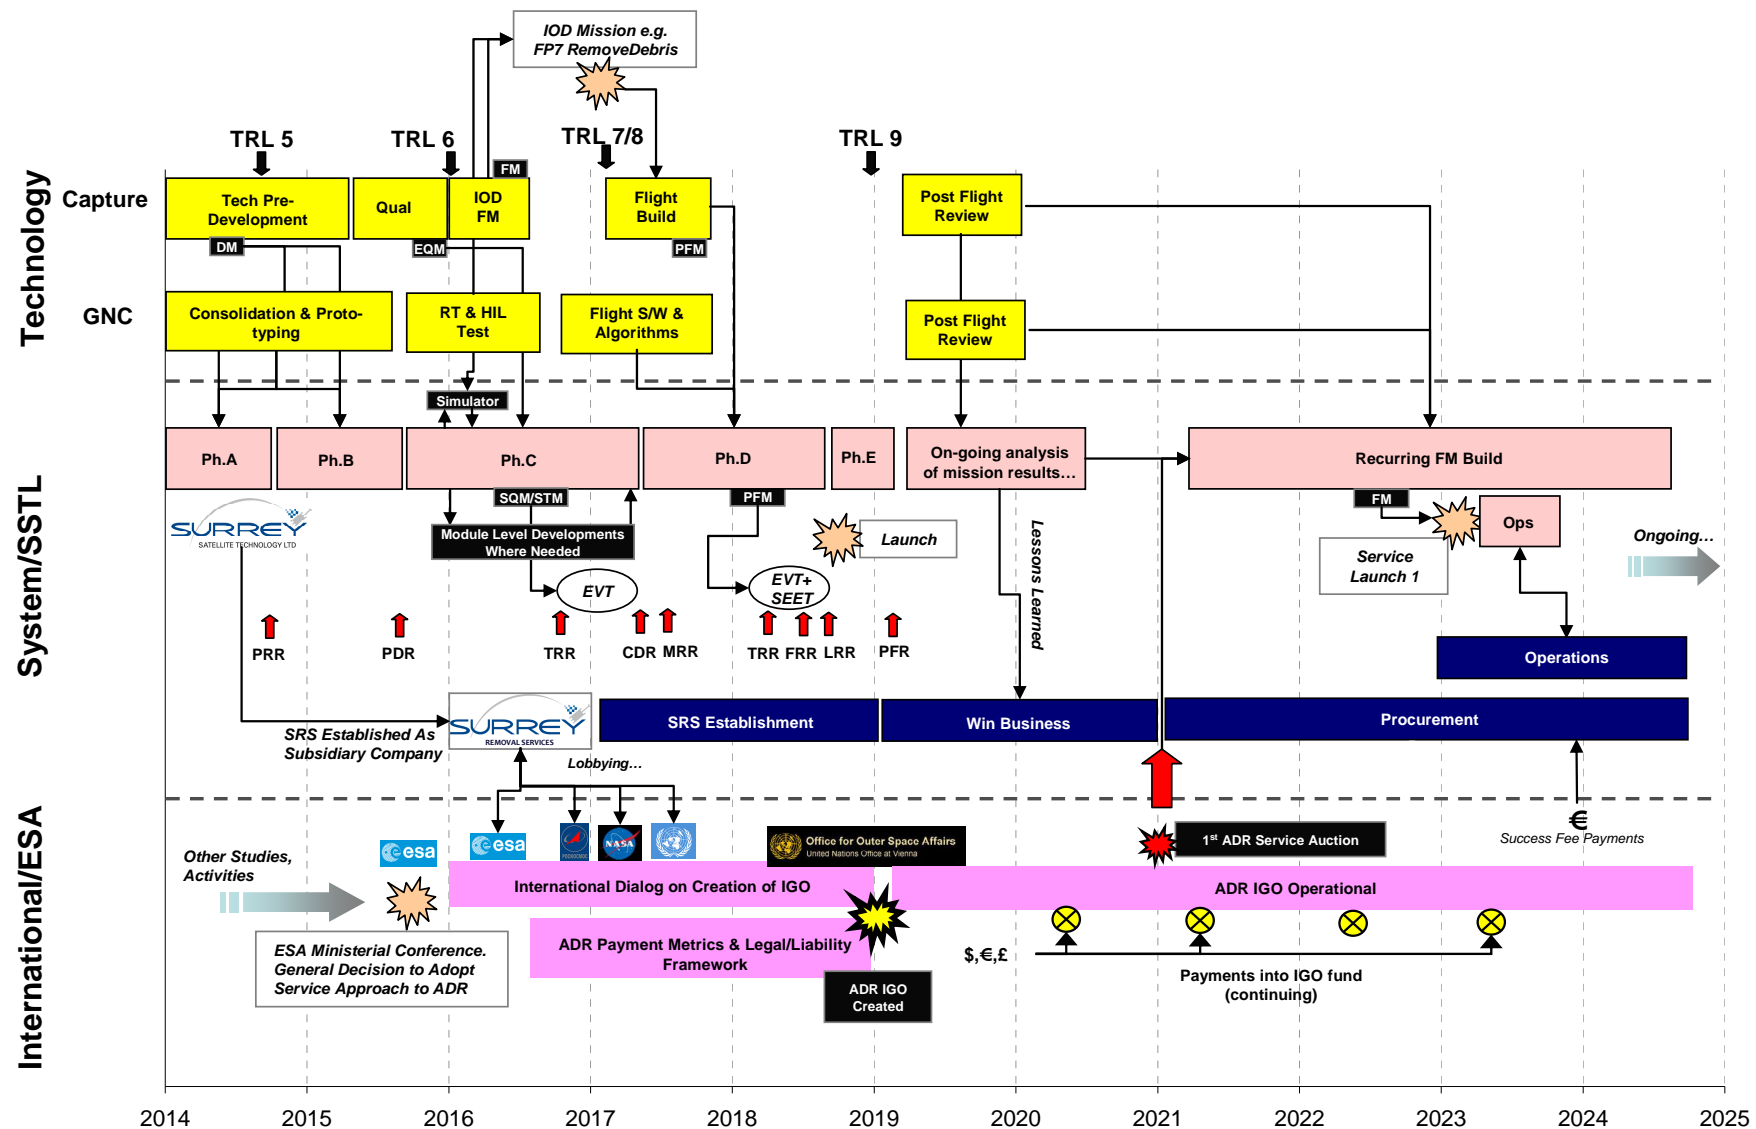 IOD Mission e.g.
FP7 RemoveDebris
TRL 5
TRL 6
TRL 7/8
TRL 9
Technology
Capture
GNC
Tech Pre-
Development
Qual
IOD
FM
FM
Flight
Build
Post Flight
Review
DM
EQM
PFM
Consolidation & Proto-
typing
RT & HIL
Test
Flight S/W &
Algorithms
Post Flight
Review
System/SSTL
Simulator
Ph.A
Ph.B
Ph.C
Ph.D
Ph.E
On-going analysis
of mission results…
Recurring FM Build
SQM/STM
PFM
FM
SURREY
SATELLITE TECHNOLOGY LTD
Module Level Developments
Where Needed
Launch
Ops
Service
Launch 1
Ongoing…
EVT
EVT+
SEET
Lessons Learned
PRR
PDR
TRR
CDR
MRR
TRR
FRR
LRR
PFR
Operations
SURREY
REMOVAL SERVICES
SRS Establishment
Win Business
Procurement
SRS Established As
Subsidiary Company
Lobbying…
International/ESA
€
Success Fee Payments
Other Studies,
Activities
esa
esa
РОСКОСМОС
NASA
Office for Outer Space Affairs
United Nations Office at Vienna
1st ADR Service Auction
International Dialog on Creation of IGO
ADR IGO Operational
ESA Ministerial Conference.
General Decision to Adopt
Service Approach to ADR
ADR Payment Metrics & Legal/Liability
Framework
ADR IGO
Created
$,€,£
Payments into IGO fund
(continuing)
2014
2015
2016
2017
2018
2019
2020
2021
2022
2023
2024
2025